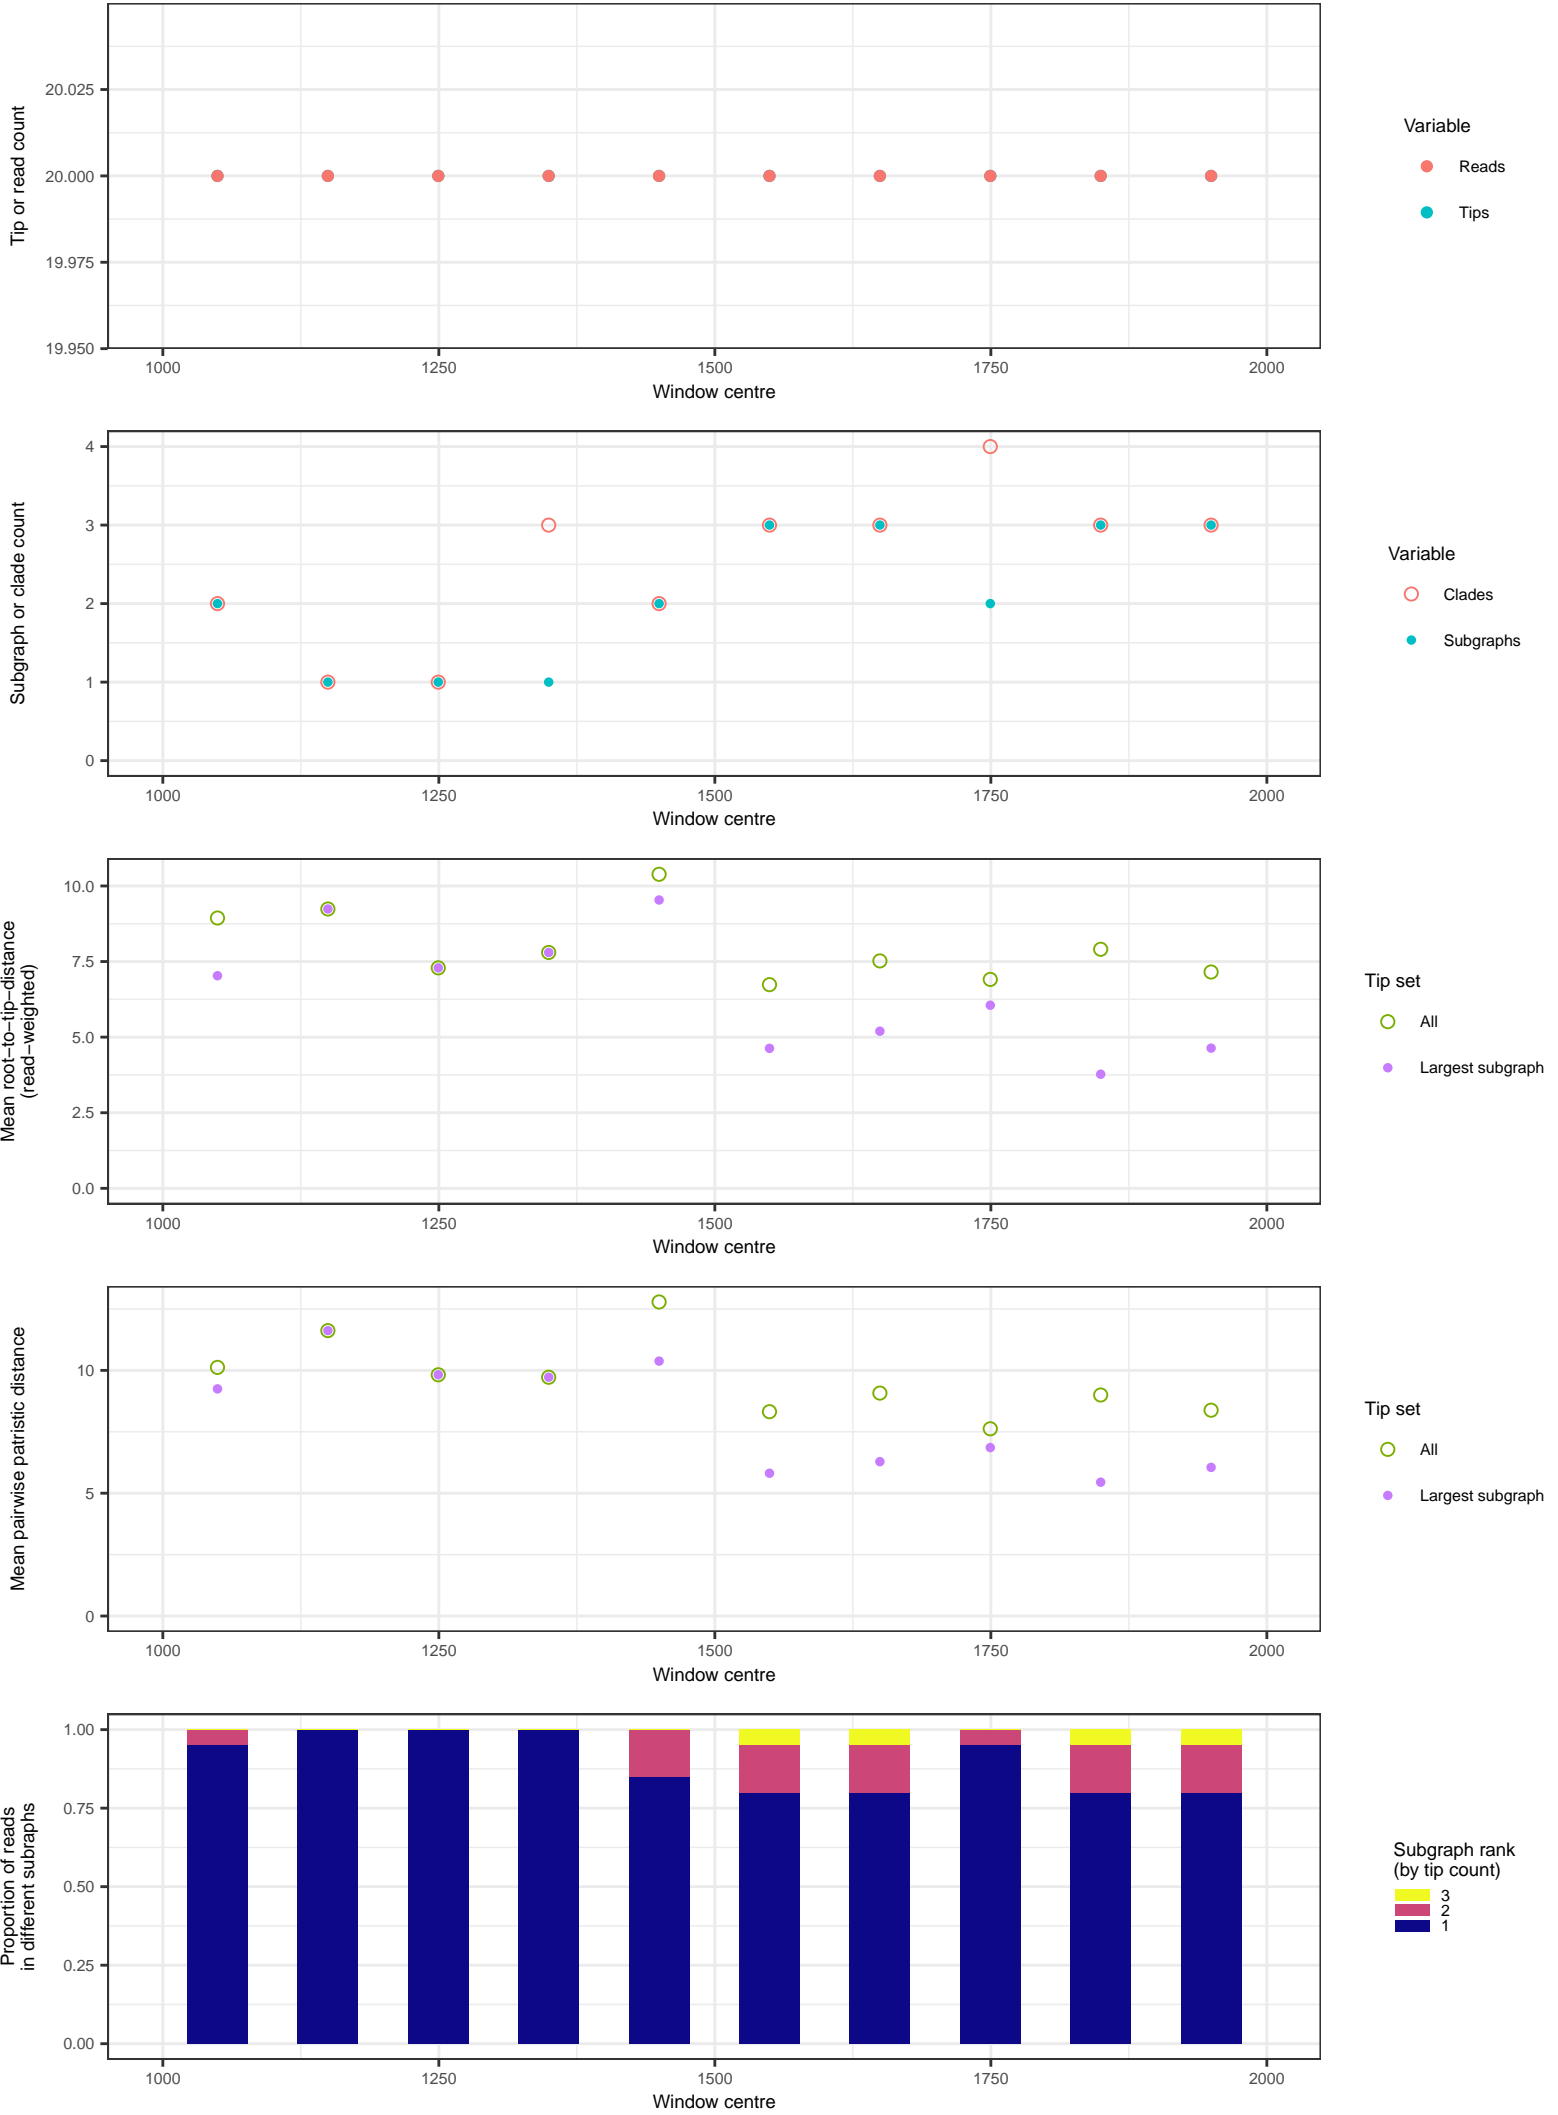 Tip or read count
20.025
20.000
19.975
19.950
1000 1250 1500 1750 2000
Window centre
Variable
Reads
Tips
Subgraph or clade count
4
3
2
1
0
1000 1250 1500 1750 2000
Window centre
Variable
Clades
Subgraphs
Mean root−to−tip−distance
(read−weighted)
10.0
7.5
5.0
2.5
0.0
1000 1250 1500 1750 2000
Window centre
Tip set
All
Largest subgraph
Mean pairwise patristic distance
10
5
0
1000 1250 1500 1750 2000
Window centre
Tip set
All
Largest subgraph
Proportion of reads
in different subraphs
1.00
0.75
0.50
0.25
0.00
1000 1250 1500 1750 2000
Window centre
Subgraph rank
(by tip count)
3
2
1